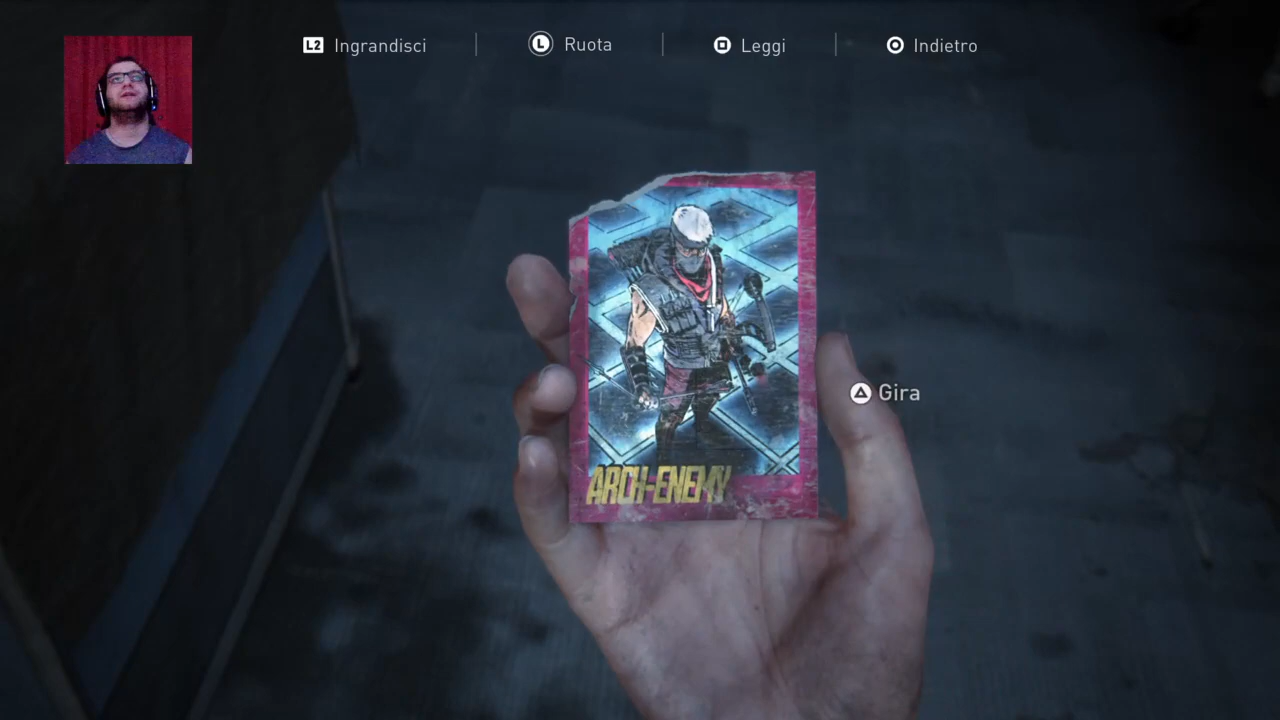 L2 Ingrandisci
L Ruota
Leggi
Indietro
Gira
ARCH-ENEMY